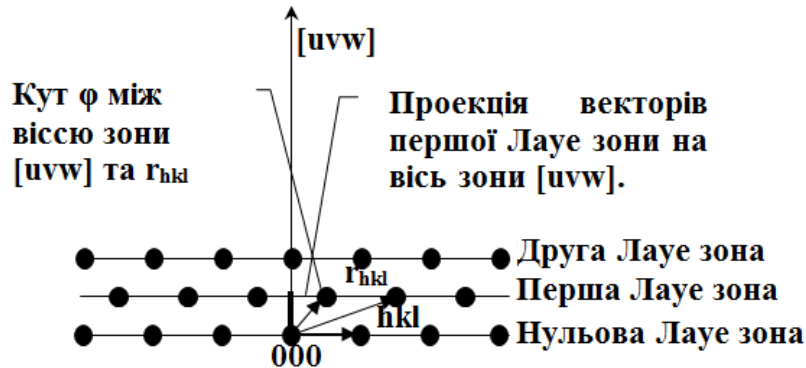 [uvw]
Кут φ між
віссю зони
[uvw] та rhkl
Проекція векторів
першої Лауе зони на
вісь зони [uvw].
Друга Лауе зона
rhkl
Перша Лауе зона
hkl
Нульова Лауе зона
000